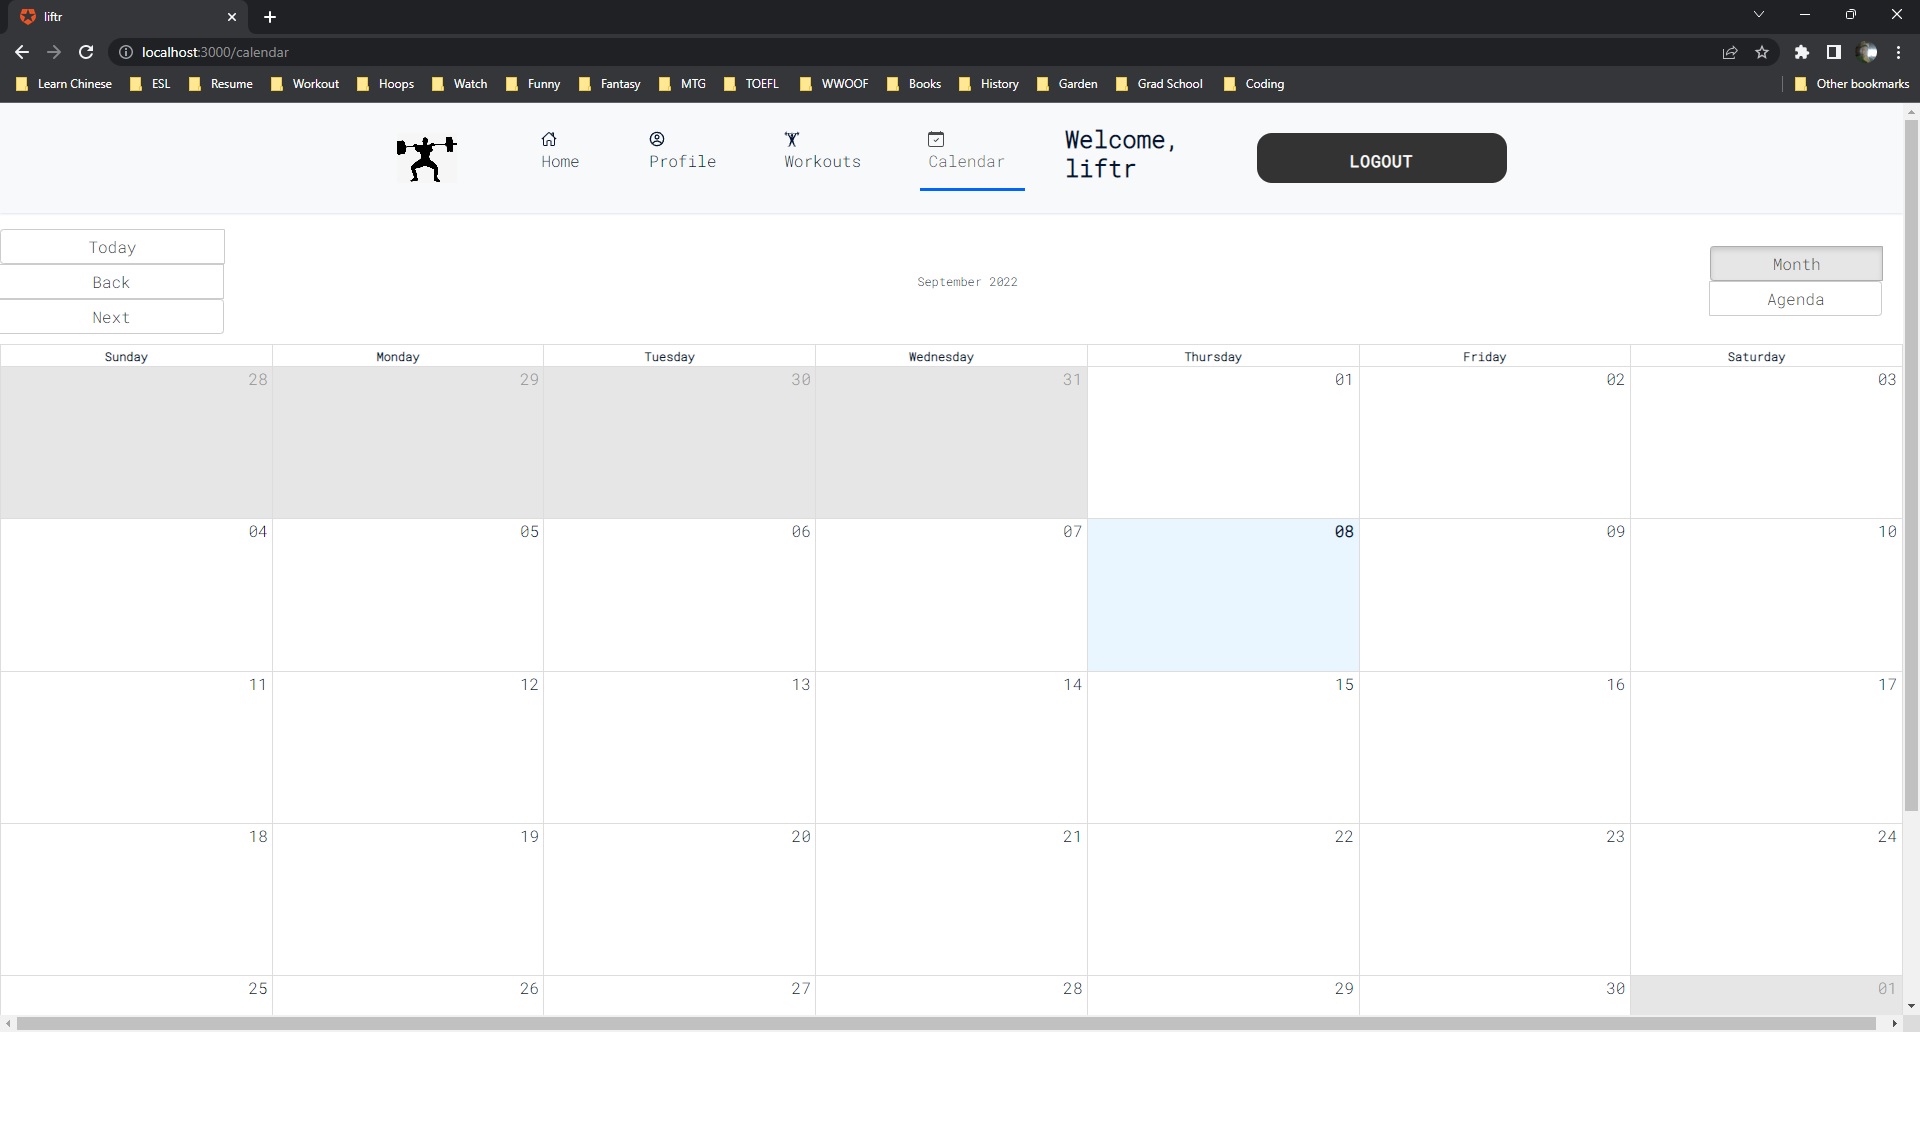 liftr
localhost:3000/calendar
Learn Chinese ESL Resume Workout Hoops Watch Funny Fantasy MTG TOEFL WWOOF Books History Garden Grad School Coding Other bookmarks
Home Profile Workouts Calendar
Welcome,
liftr
LOGOUT
Today
Back
Next
September 2022
Month
Agenda
Sunday Monday Tuesday Wednesday Thursday Friday Saturday
28 29 30 31 01 02 03
04 05 06 07 08 09 10
11 12 13 14 15 16 17
18 19 20 21 22 23 24
25 26 27 28 29 30 01